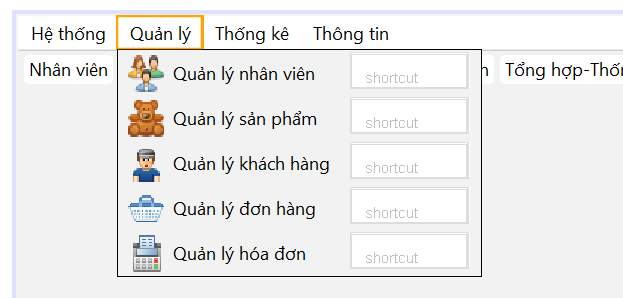 Hệ thống Quản lý Thống kê Thông tin
Nhân viên Tổng hợp-Thố
Quản lý nhân viên shortcut
Quản lý sản phẩm shortcut
Quản lý khách hàng shortcut
Quản lý đơn hàng shortcut
Quản lý hóa đơn shortcut